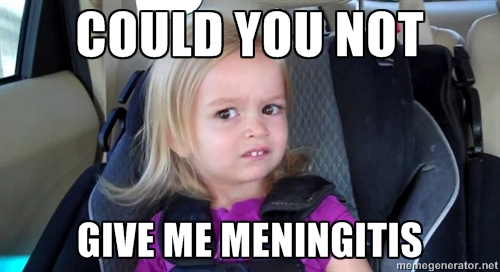 COULD YOU NOT
GIVE ME MENINGITIS
memegenerator.net